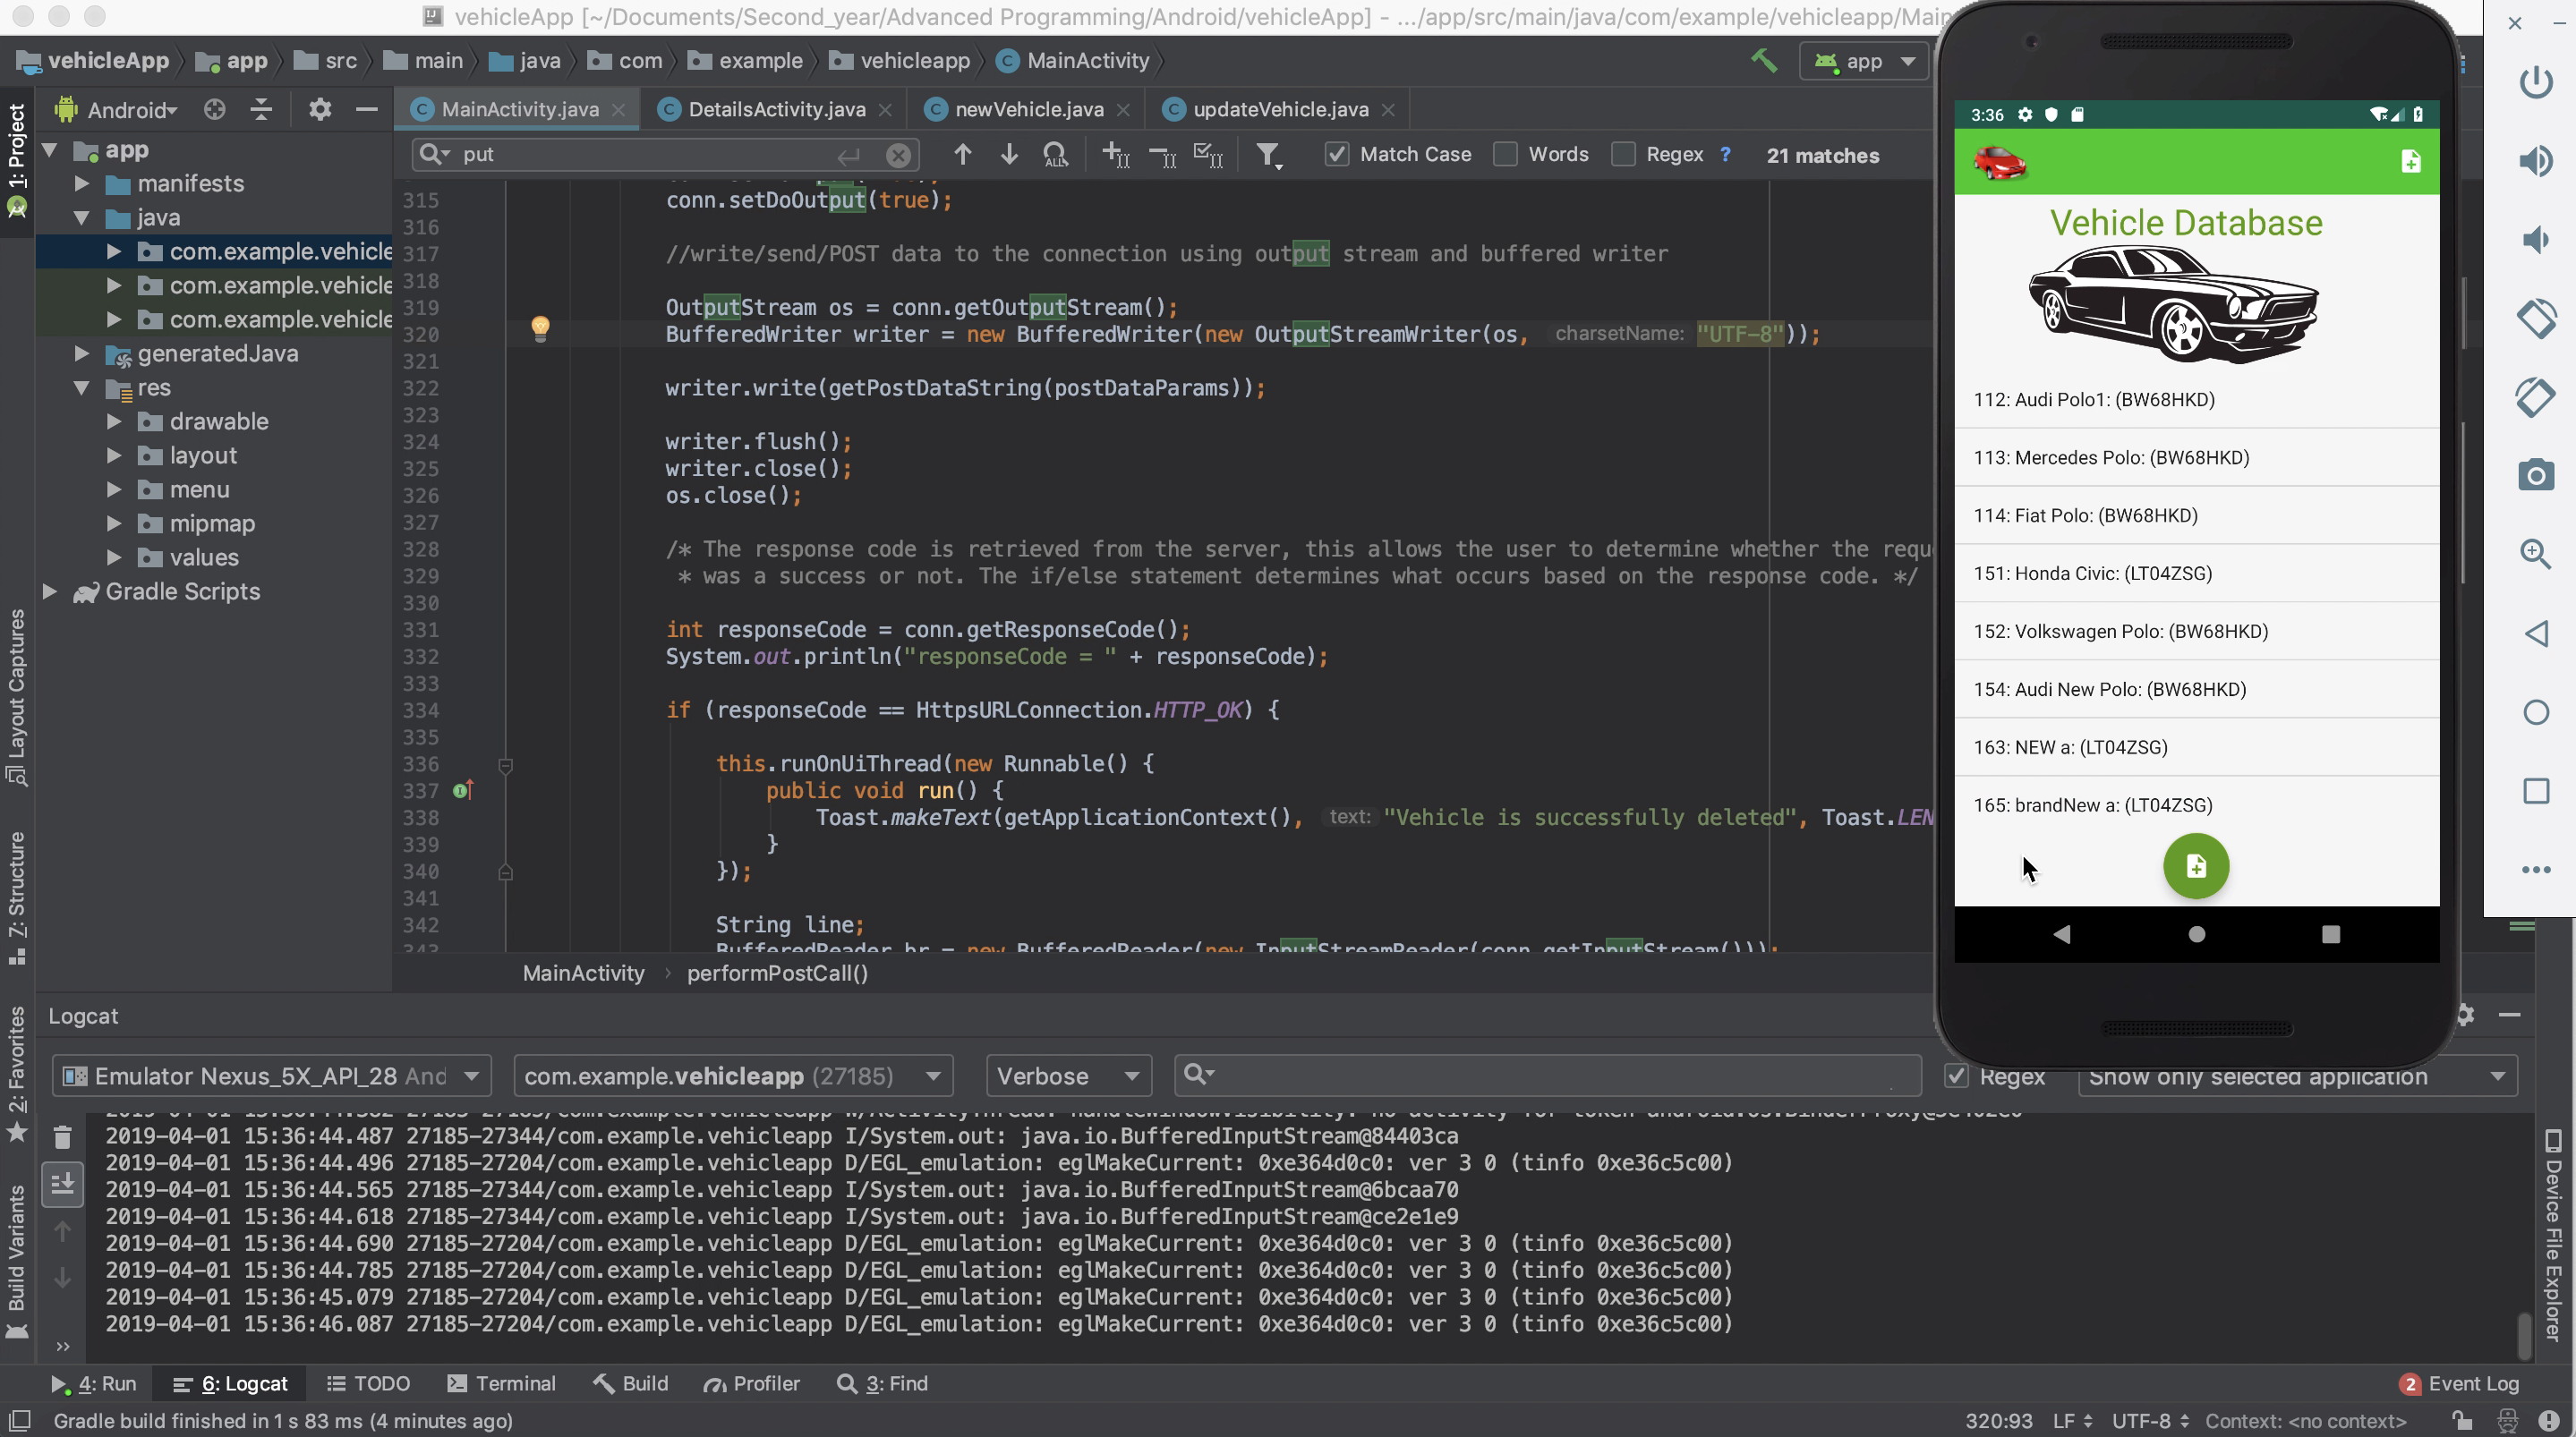 vehicleApp [~/Documents/Second_year/Advanced Programming/Android/vehicleApp] - .../app/src/main/java/com/example/vehicleapp/Main
vehicleApp app src main java com example vehicleapp MainActivity
app
Android
MainActivity.java DetailsActivity.java newVehicle.java updateVehicle.java
put
Match Case Words Regex ? 21 matches
1: Project
Layout Captures
7: Structure
2: Favorites
Build Variants
app
manifests
java
com.example.vehicle
com.example.vehicle
com.example.vehicle
generatedJava
res
drawable
layout
menu
mipmap
values
Gradle Scripts
315 conn.setDoOutput(true);
316
317 //write/send/POST data to the connection using output stream and buffered writer
318
319 OutputStream os = conn.getOutputStream();
320 BufferedWriter writer = new BufferedWriter(new OutputStreamWriter(os, charsetName: "UTF-8"));
321
322 writer.write(getPostDataString(postDataParams));
323
324 writer.flush();
325 writer.close();
326 os.close();
327
328 /* The response code is retrieved from the server, this allows the user to determine whether the requ
329 * was a success or not. The if/else statement determines what occurs based on the response code. */
330
331 int responseCode = conn.getResponseCode();
332 System.out.println("responseCode = " + responseCode);
333
334 if (responseCode == HttpsURLConnection.HTTP_OK) {
335
336 this.runOnUiThread(new Runnable() {
337 public void run() {
338 Toast.makeText(getApplicationContext(), text: "Vehicle is successfully deleted", Toast.LEN
339 }
340 });
341
342 String line;
343 BufferedReader br = new BufferedReader(new InputStreamReader(conn.getInputStream()));
MainActivity › performPostCall()
3:36
Vehicle Database
112: Audi Polo1: (BW68HKD)
113: Mercedes Polo: (BW68HKD)
114: Fiat Polo: (BW68HKD)
151: Honda Civic: (LT04ZSG)
152: Volkswagen Polo: (BW68HKD)
154: Audi New Polo: (BW68HKD)
163: NEW a: (LT04ZSG)
165: brandNew a: (LT04ZSG)
Logcat
Emulator Nexus_5X_API_28 And com.example.vehicleapp (27185) Verbose Regex Show only selected application
2019-04-01 15:36:44.487 27185-27344/com.example.vehicleapp I/System.out: java.io.BufferedInputStream@84403ca
2019-04-01 15:36:44.496 27185-27204/com.example.vehicleapp D/EGL_emulation: eglMakeCurrent: 0xe364d0c0: ver 3 0 (tinfo 0xe36c5c00)
2019-04-01 15:36:44.565 27185-27344/com.example.vehicleapp I/System.out: java.io.BufferedInputStream@6bcaa70
2019-04-01 15:36:44.618 27185-27344/com.example.vehicleapp I/System.out: java.io.BufferedInputStream@ce2e1e9
2019-04-01 15:36:44.690 27185-27204/com.example.vehicleapp D/EGL_emulation: eglMakeCurrent: 0xe364d0c0: ver 3 0 (tinfo 0xe36c5c00)
2019-04-01 15:36:44.785 27185-27204/com.example.vehicleapp D/EGL_emulation: eglMakeCurrent: 0xe364d0c0: ver 3 0 (tinfo 0xe36c5c00)
2019-04-01 15:36:45.079 27185-27204/com.example.vehicleapp D/EGL_emulation: eglMakeCurrent: 0xe364d0c0: ver 3 0 (tinfo 0xe36c5c00)
2019-04-01 15:36:46.087 27185-27204/com.example.vehicleapp D/EGL_emulation: eglMakeCurrent: 0xe364d0c0: ver 3 0 (tinfo 0xe36c5c00)
Device File Explorer
4: Run 6: Logcat TODO Terminal Build Profiler 3: Find 2 Event Log
Gradle build finished in 1 s 83 ms (4 minutes ago) 320:93 LF UTF-8 Context: <no context>